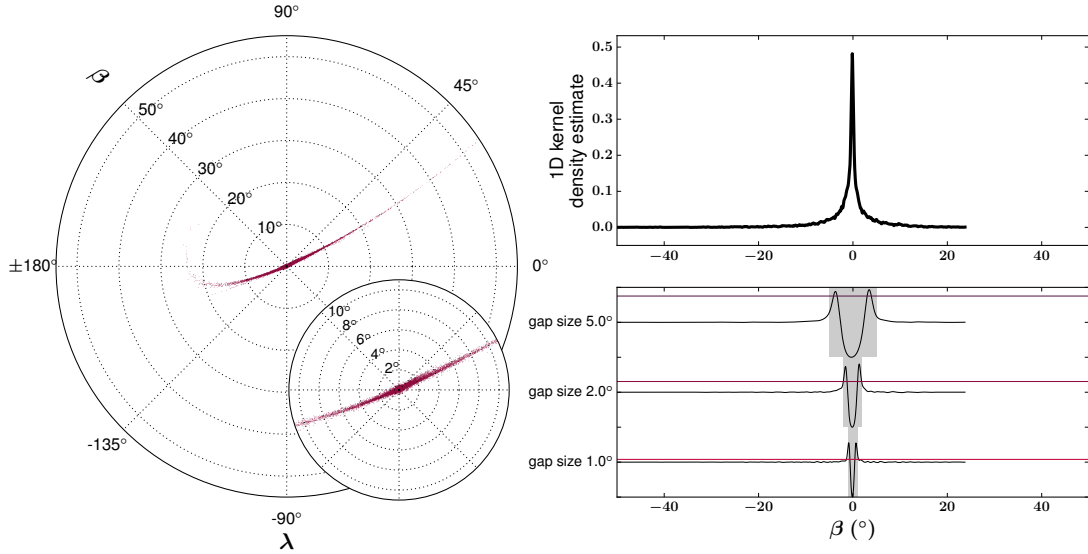 90°
β
45°
50°
40°
30°
20°
10°
±180°
0°
10°
8°
6°
4°
2°
-135°
-90°
λ
1D kernel
density estimate
0.5
0.4
0.3
0.2
0.1
0.0
−40 −20 0 20 40
gap size 5.0°
gap size 2.0°
gap size 1.0°
−40 −20 0 20 40
β (°)